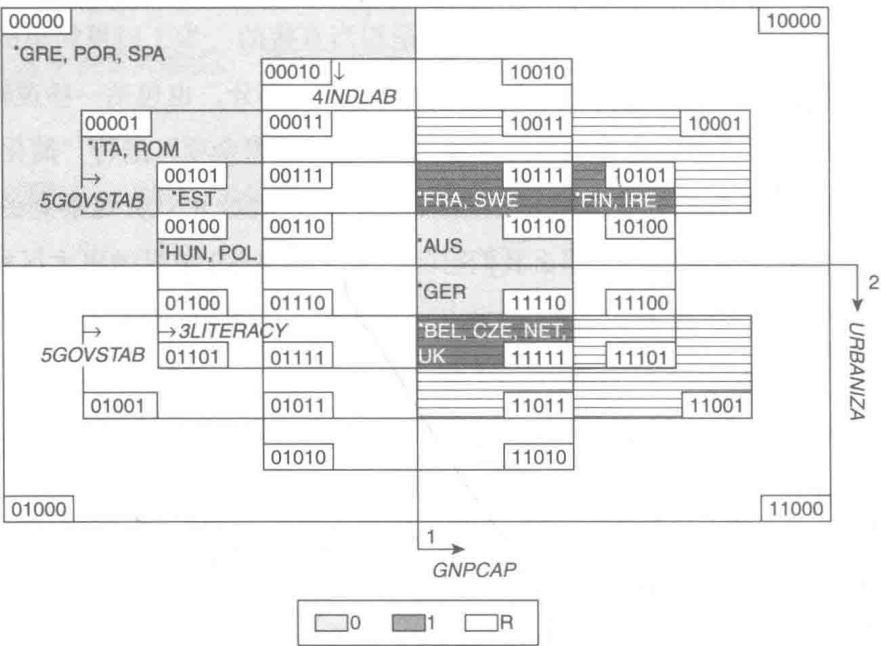 00000 10000
*GRE, POR, SPA
00010 ↓ 10010
4INDLAB
00001 00011 10011 10001
*ITA, ROM
→ 00101 00111 10111 10101
5GOVSTAB *EST *FRA, SWE *FIN, IRE
00100 00110 10110 10100
*HUN, POL *AUS
2
*GER
01100 01110 11110 11100
→ →3LITERACY *BEL, CZE, NET,
5GOVSTAB 01101 01111 UK 11111 11101
URBANIZA
01001 01011 11011 11001
01010 11010
01000 11000
1
GNPCAP
0 1 R